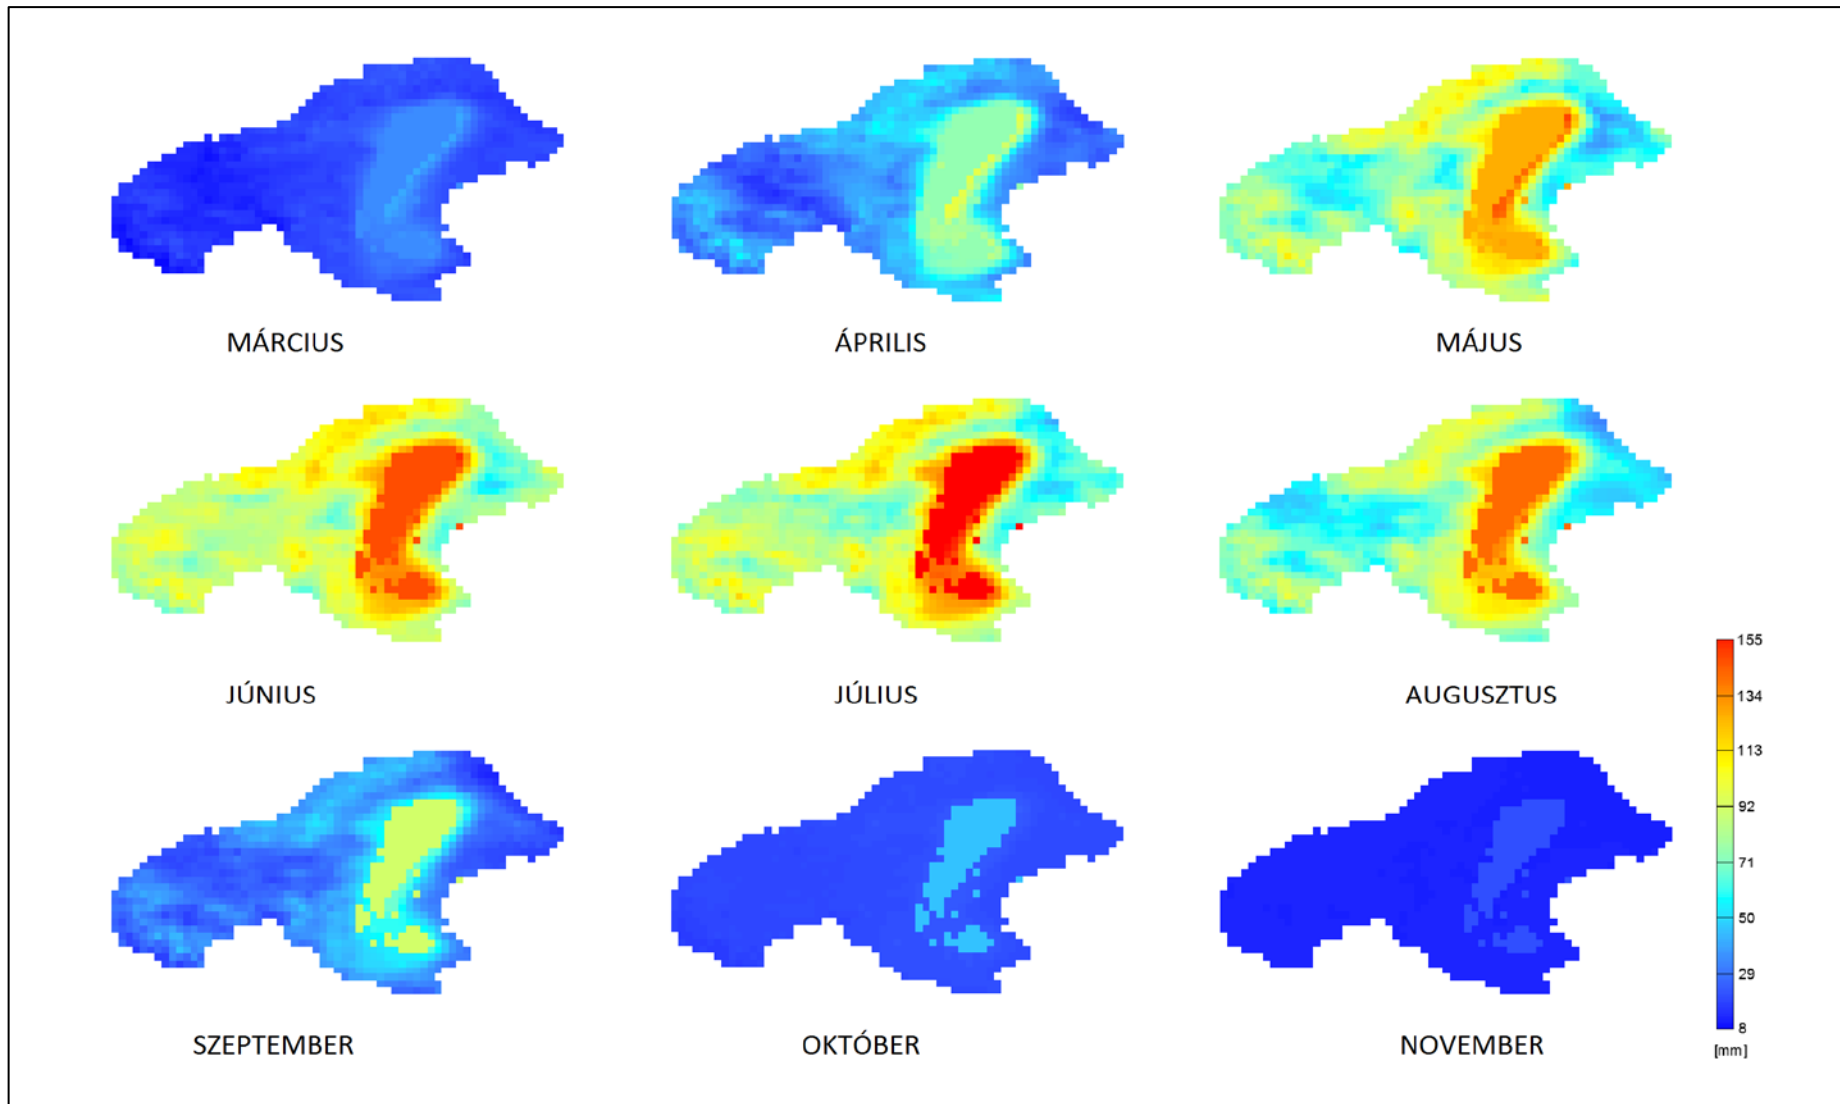 MÁRCIUS
ÁPRILIS
MÁJUS
JÚNIUS
JÚLIUS
AUGUSZTUS
155
134
113
92
71
50
29
8
[mm]
SZEPTEMBER
OKTÓBER
NOVEMBER